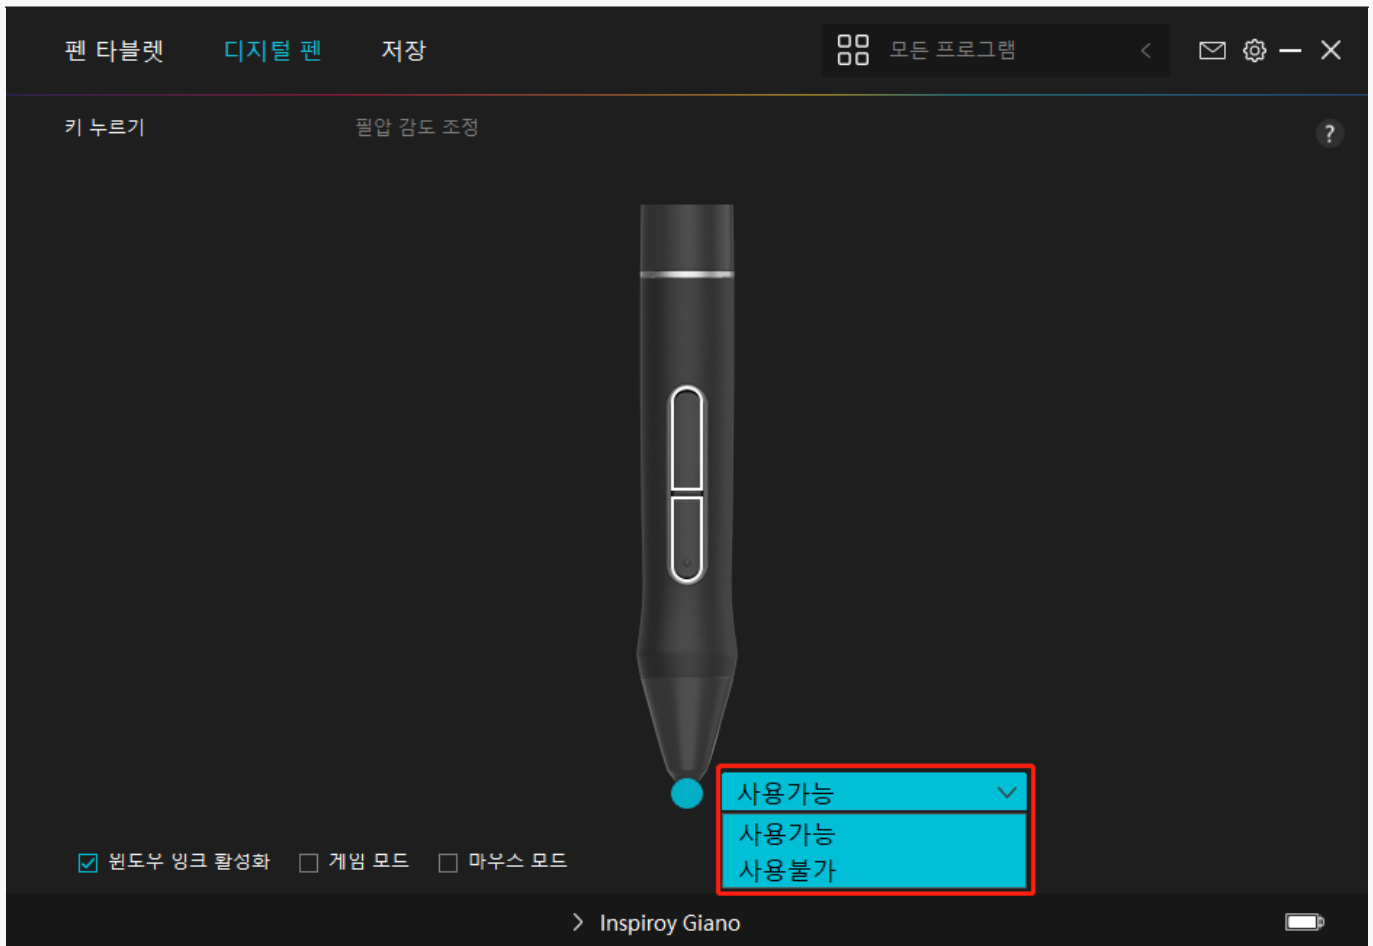 펜 타블렛 디지털 펜 저장 모든 프로그램
키 누르기 필압 감도 조정 ?
사용가능
사용가능
사용불가
윈도우 잉크 활성화 게임 모드 마우스 모드
Inspiroy Giano